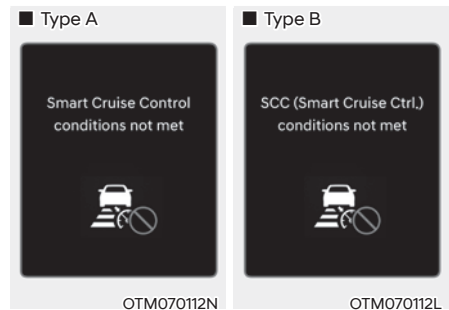 ■ Type A
Smart Cruise Control
conditions not met
OTM070112N
■ Type B
SCC (Smart Cruise Ctrl.)
conditions not met
OTM070112L